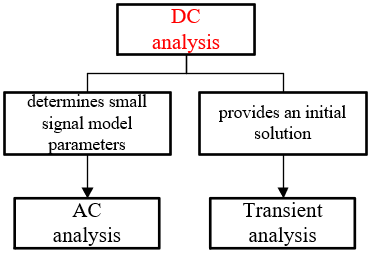 DC
analysis
determines small
signal model
parameters
provides an initial
solution
AC
analysis
Transient
analysis